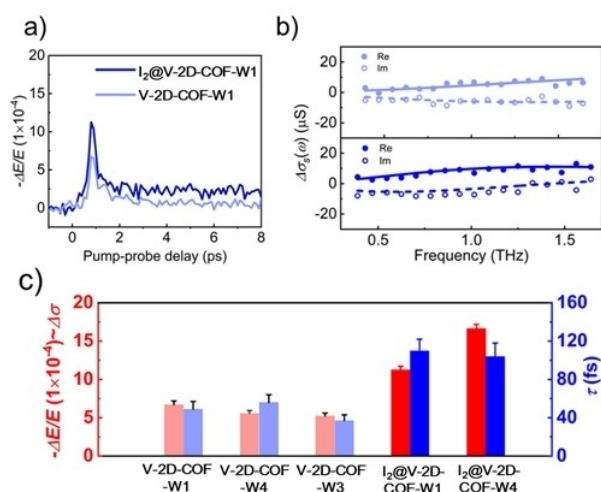 a)
-ΔE/E (1×10⁻⁴)
20
15
10
5
0
I₂@V-2D-COF-W1
V-2D-COF-W1
0 2 4 6 8
Pump-probe delay (ps)
b)
Δσₛ(ω) (μS)
20
0
-20
Re
Im
20
0
-20
Re
Im
0.5 1.0 1.5
Frequency (THz)
c)
-ΔE/E (1×10⁻⁴)~Δσ
20
15
10
5
0
160
120
80
40
0
τ (fs)
V-2D-COF V-2D-COF V-2D-COF I₂@V-2D- I₂@V-2D-
-W1 -W4 -W3 COF-W1 COF-W4